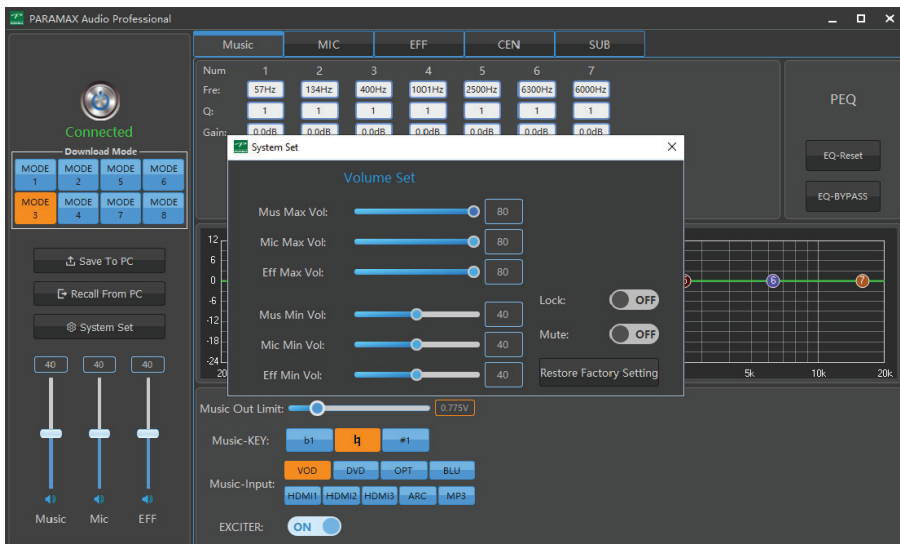 PARAMAX Audio Professional
Music MIC EFF CEN SUB
Num 1 2 3 4 5 6 7
Fre: 57Hz 134Hz 400Hz 1001Hz 2500Hz 6300Hz 6000Hz
Q: 1 1 1 1 1 1 1
Gain: 0.0dB 0.0dB 0.0dB 0.0dB 0.0dB 0.0dB 0.0dB
PEQ
EQ-Reset
EQ-BYPASS
Connected
Download Mode
MODE 1 MODE 2 MODE 5 MODE 6
MODE 3 MODE 4 MODE 7 MODE 8
Save To PC
Recall From PC
System Set
40 40 40
Music Mic EFF
System Set
Volume Set
Mus Max Vol: 80
Mic Max Vol: 80
Eff Max Vol: 80
Mus Min Vol: 40
Mic Min Vol: 40
Eff Min Vol: 40
Lock: OFF
Mute: OFF
Restore Factory Setting
12
6
0
-6
-12
-18
-24
20 5k 10k 20k
6 7
Music Out Limit: 0.775V
Music-KEY: b1 ♮ #1
Music-Input: VOD DVD OPT BLU
HDMI1 HDMI2 HDMI3 ARC MP3
EXCITER: ON